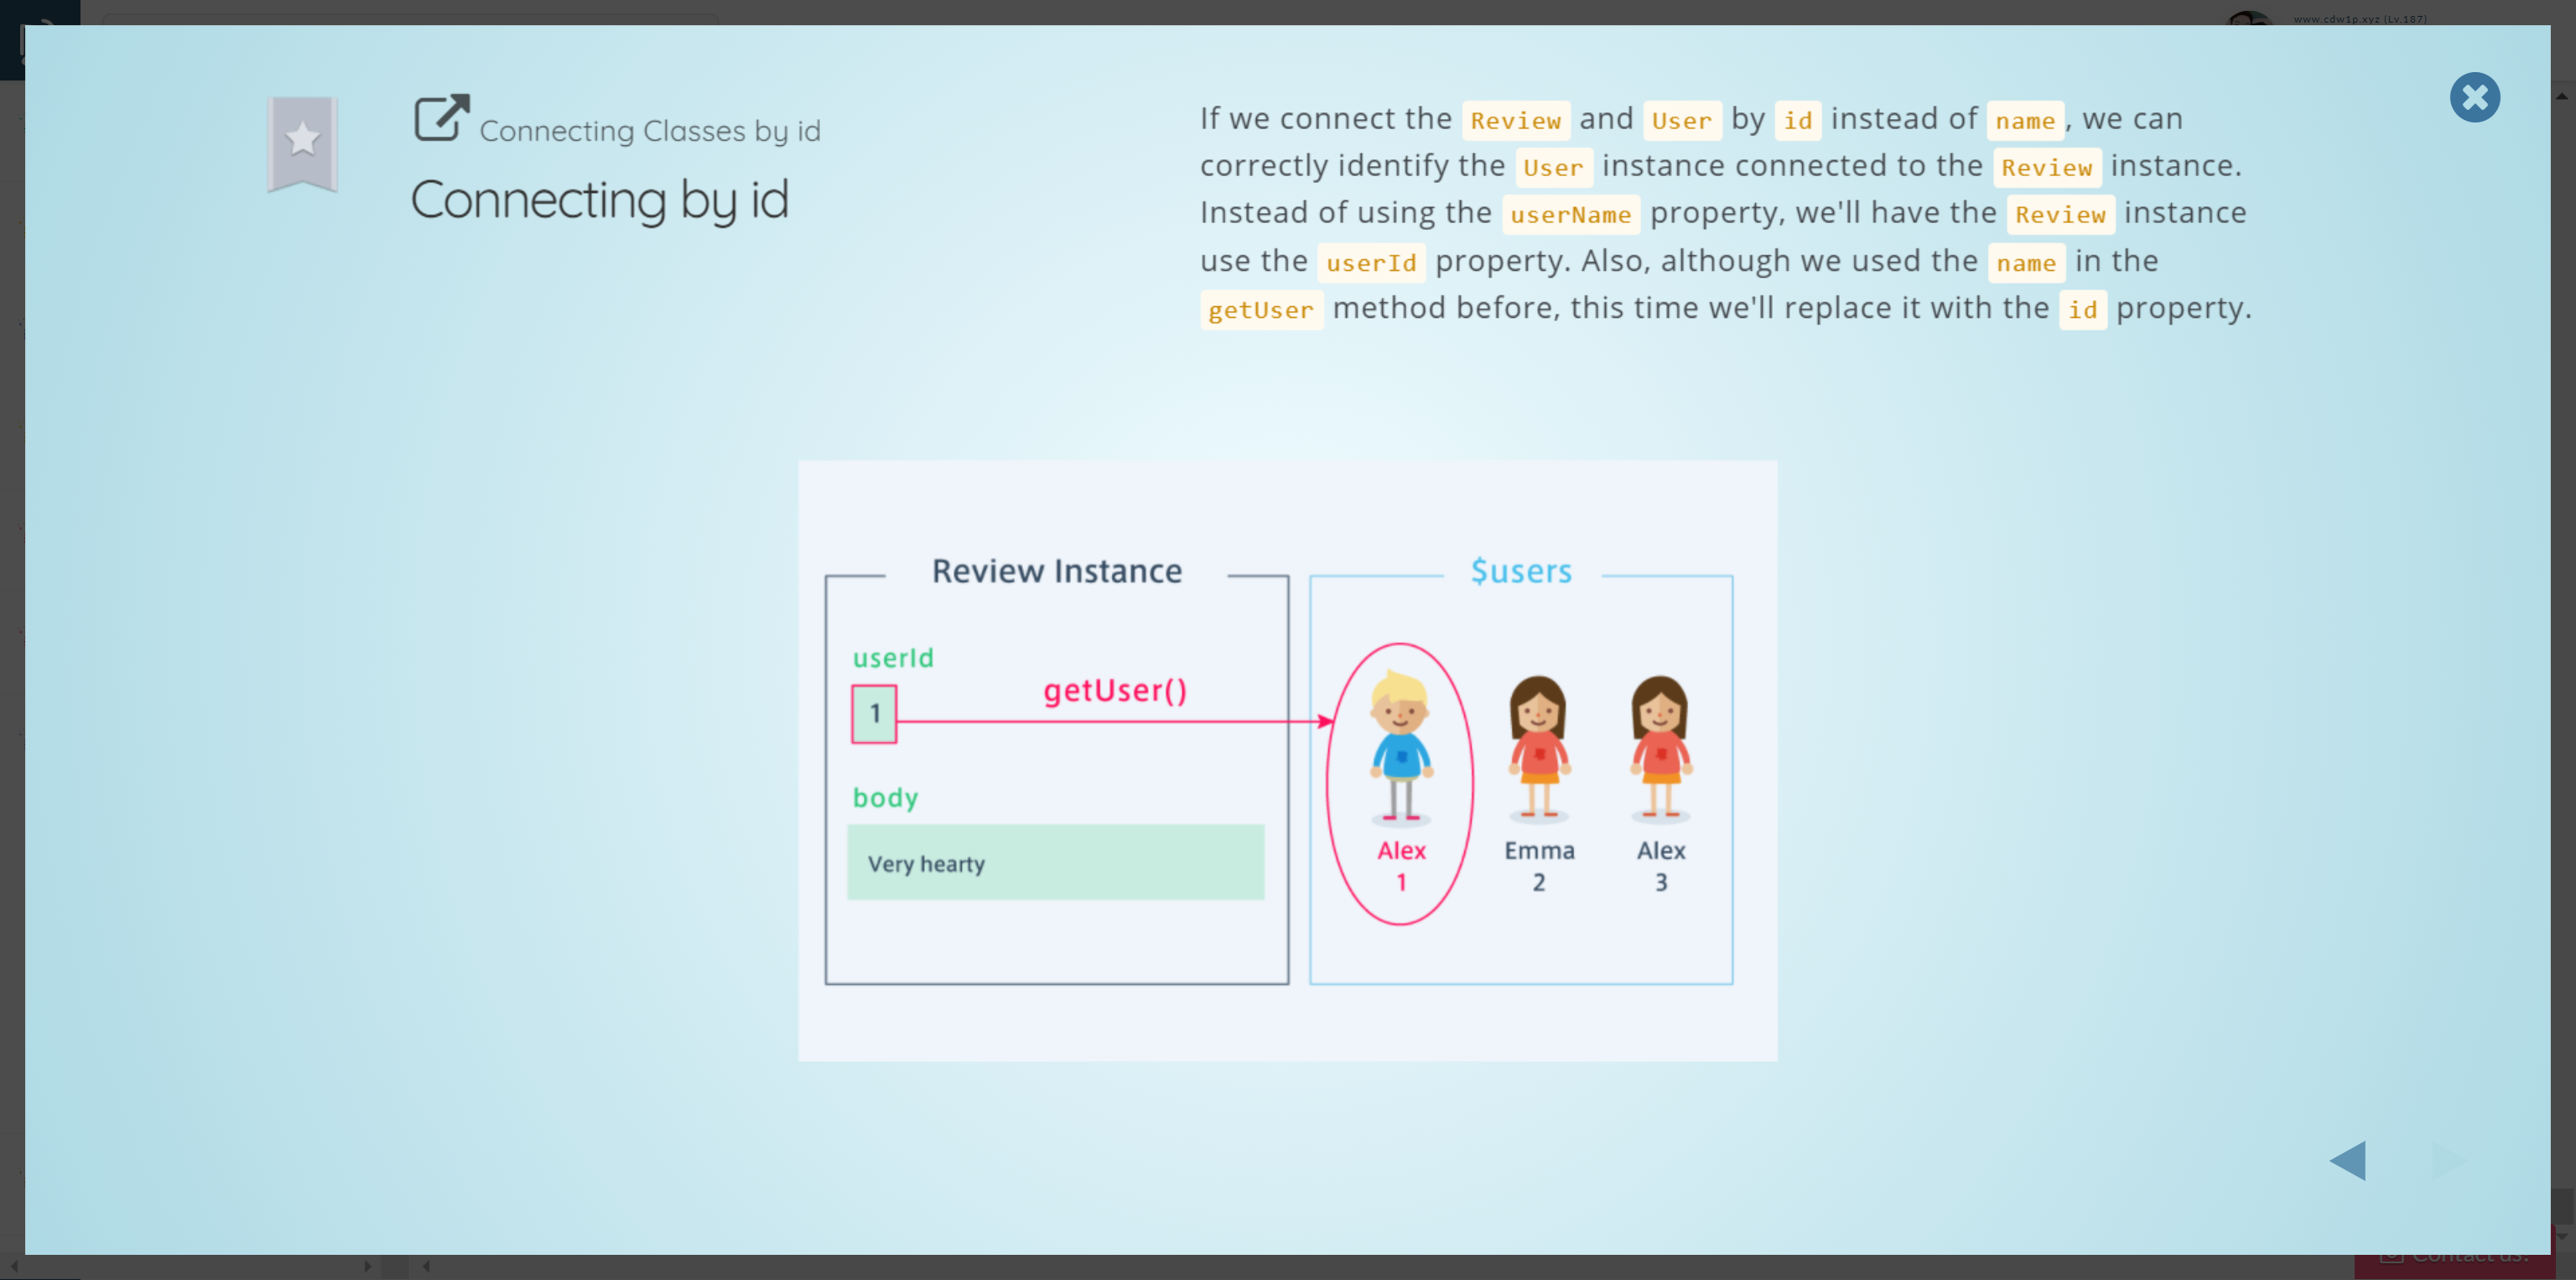 www.cdw1p.xyz (Lv.187)
Connecting Classes by id
Connecting by id
If we connect the Review and User by id instead of name, we can
correctly identify the User instance connected to the Review instance.
Instead of using the userName property, we'll have the Review instance
use the userId property. Also, although we used the name in the
getUser method before, this time we'll replace it with the id property.
Review Instance
$users
userId
1
getUser()
body
Very hearty
Alex
1
Emma
2
Alex
3
Contact us!